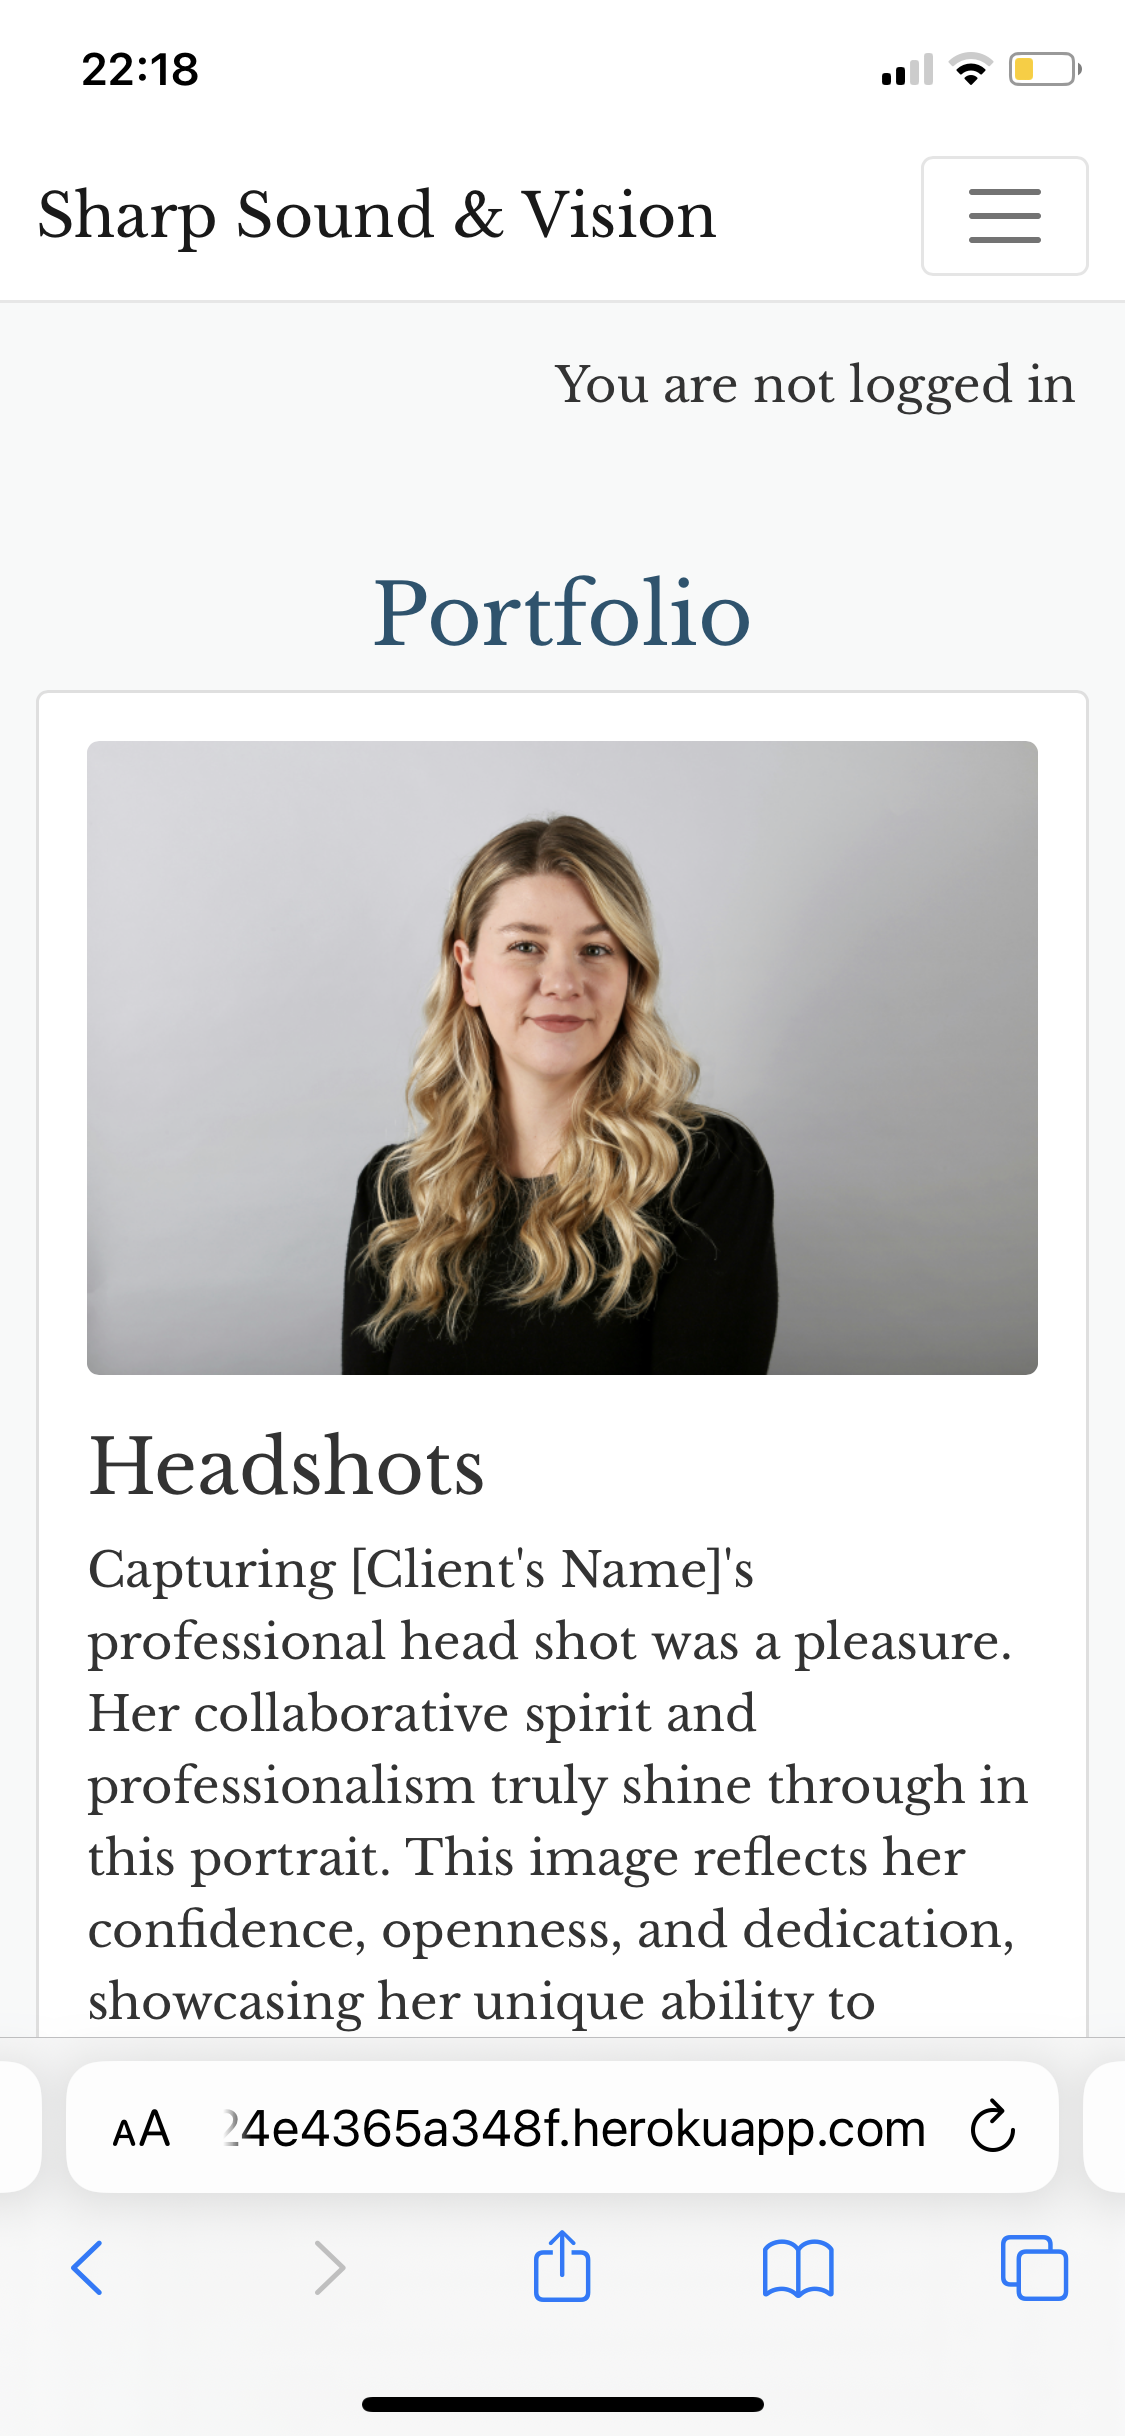 22:18
Sharp Sound & Vision
You are not logged in
Portfolio
Headshots
Capturing [Client's Name]'s
professional head shot was a pleasure.
Her collaborative spirit and
professionalism truly shine through in
this portrait. This image reflects her
confidence, openness, and dedication,
showcasing her unique ability to
AA 24e4365a348f.herokuapp.com